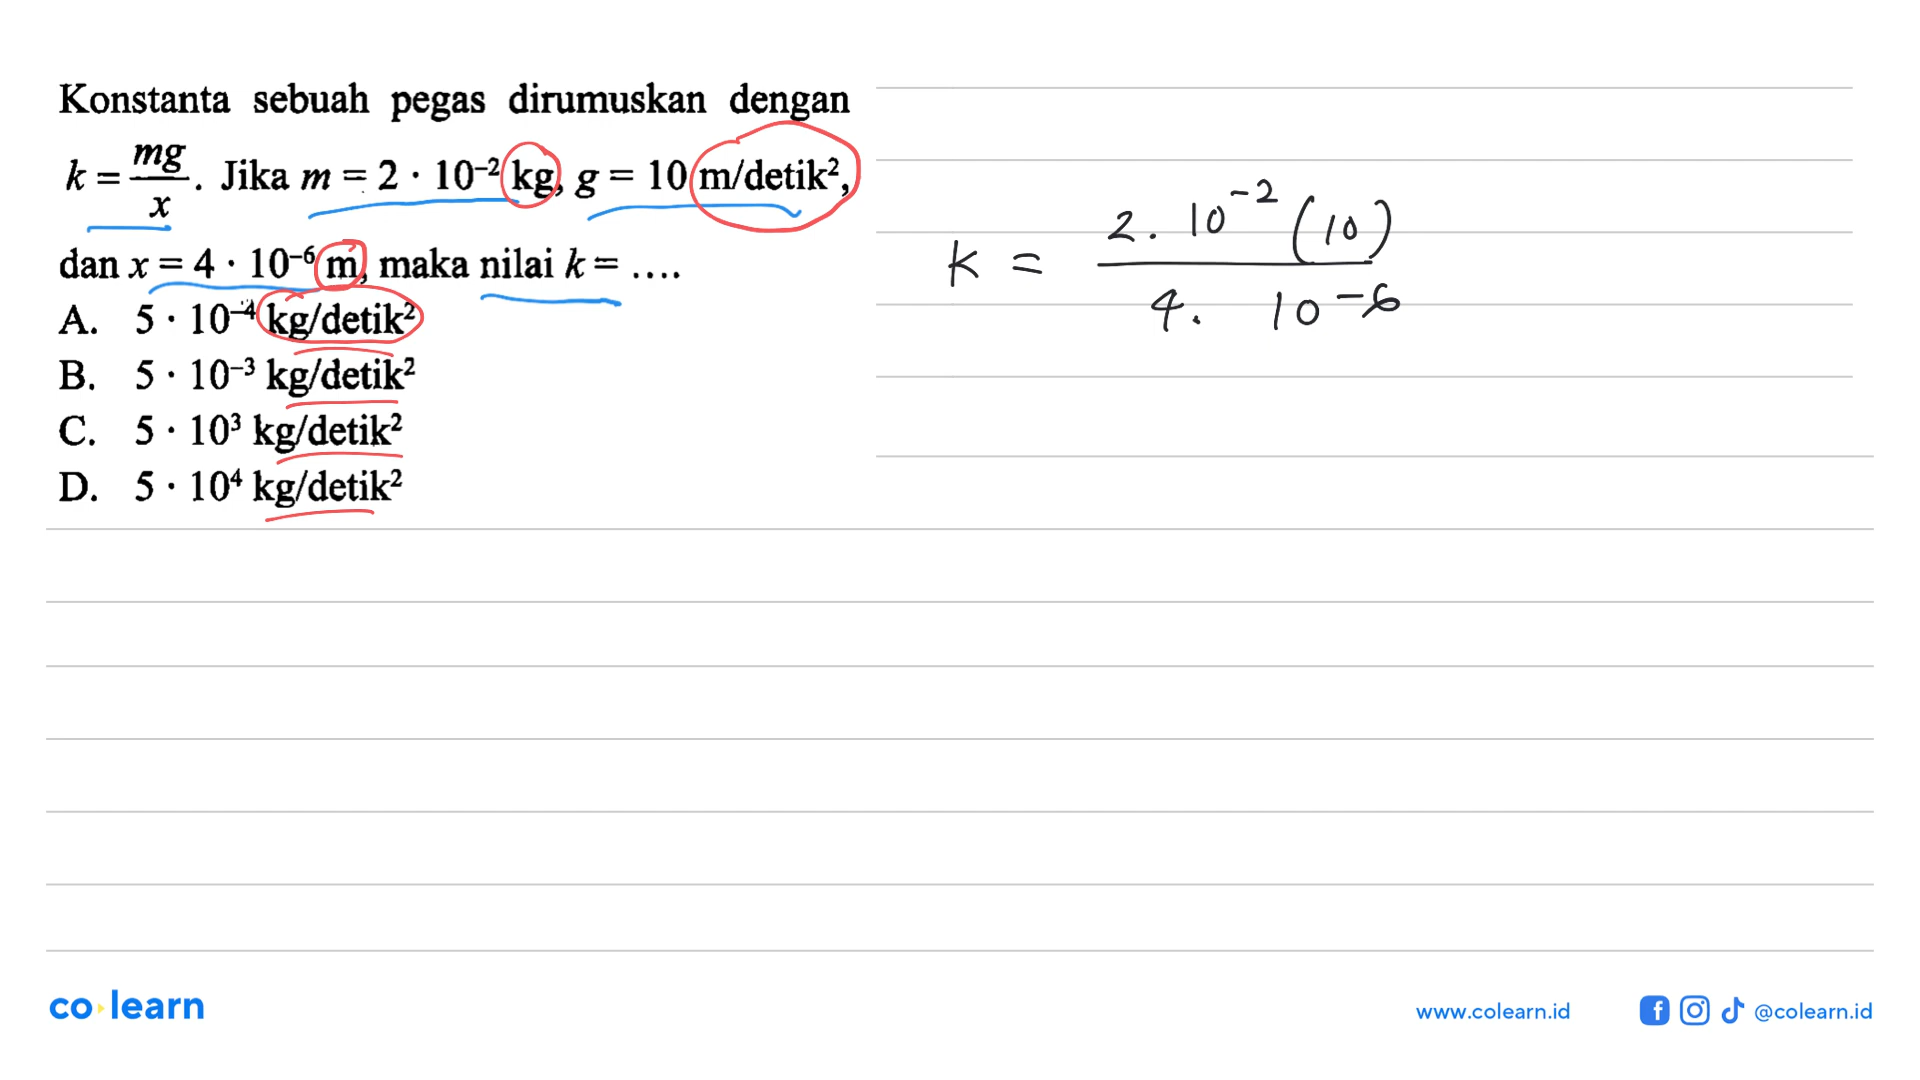 Konstanta sebuah pegas dirumuskan dengan
k = mg/x. Jika m = 2 · 10⁻² kg, g = 10 m/detik²,
dan x = 4 · 10⁻⁶ m, maka nilai k = ....
A. 5 · 10⁻⁴ kg/detik²
B. 5 · 10⁻³ kg/detik²
C. 5 · 10³ kg/detik²
D. 5 · 10⁴ kg/detik²
k = 2. 10⁻² (10) / 4. 10⁻⁶
co learn
www.colearn.id
@colearn.id